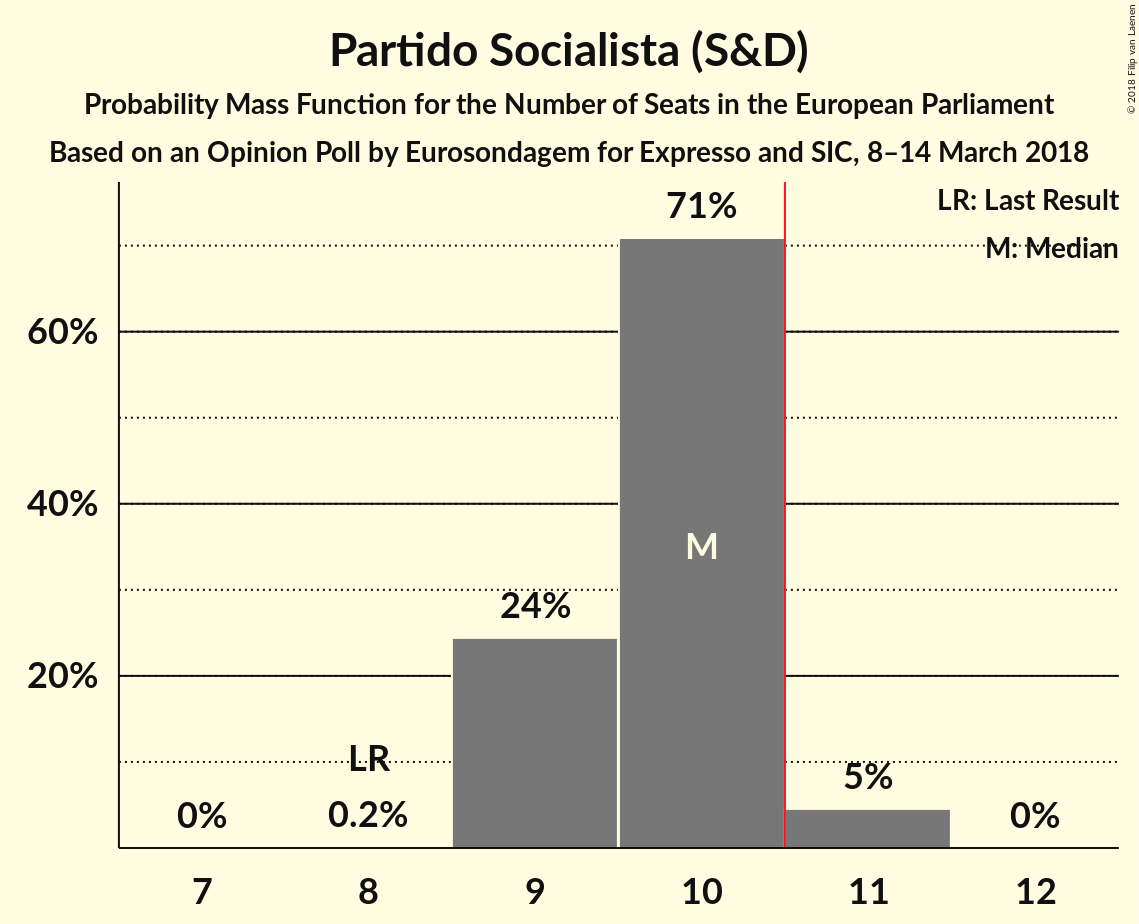 Partido Socialista (S&D)
Probability Mass Function for the Number of Seats in the European Parliament
Based on an Opinion Poll by Eurosondagem for Expresso and SIC, 8–14 March 2018
© 2018 Filip van Laenen
LR: Last Result
M: Median
71%
60%
40%
M
24%
20%
LR
5%
0%
0.2%
0%
7
8
9
10
11
12